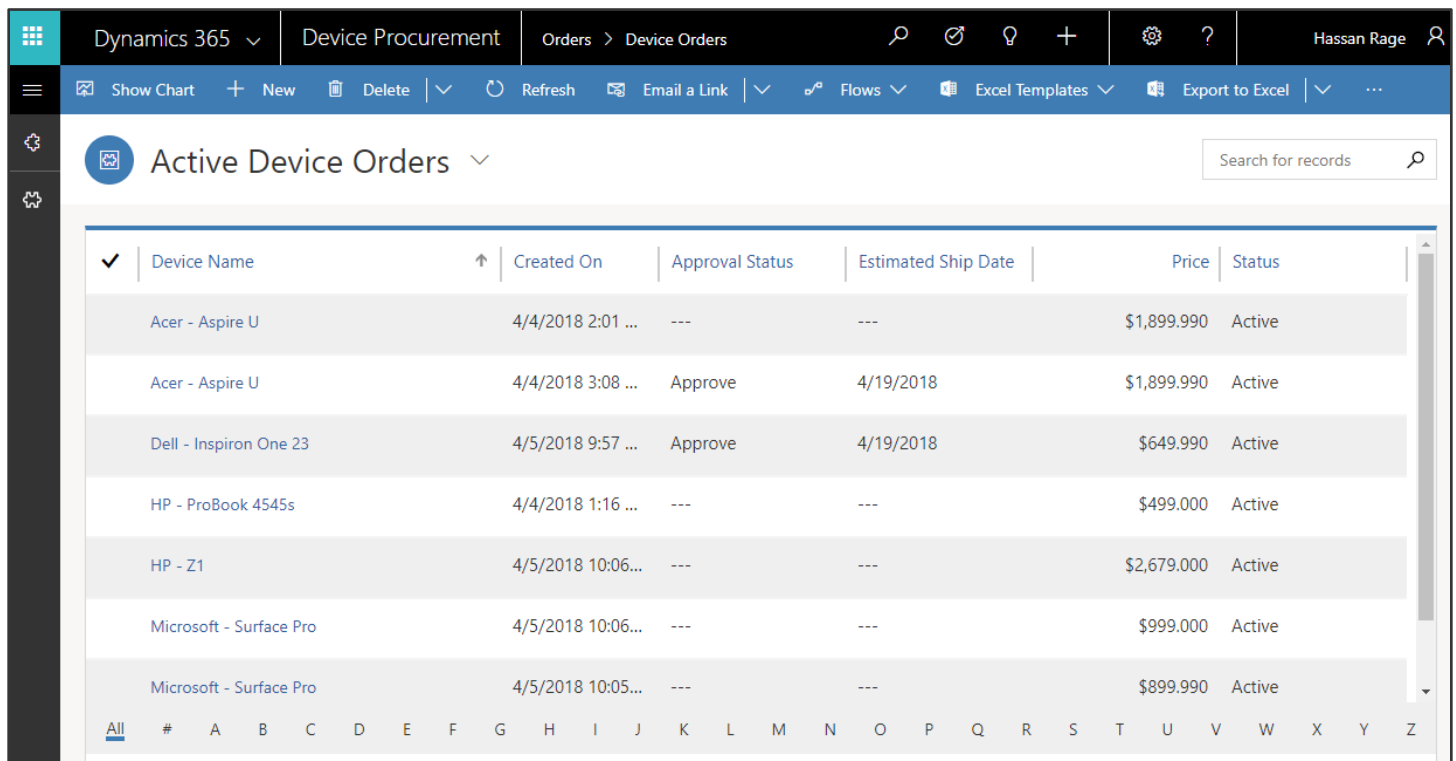 Dynamics 365 Device Procurement Orders > Device Orders ? Hassan Rage
Show Chart + New Delete Refresh Email a Link Flows Excel Templates Export to Excel ...
Active Device Orders Search for records
Device Name Created On Approval Status Estimated Ship Date Price Status
Acer - Aspire U 4/4/2018 2:01 ... --- --- $1,899.990 Active
Acer - Aspire U 4/4/2018 3:08 ... Approve 4/19/2018 $1,899.990 Active
Dell - Inspiron One 23 4/5/2018 9:57 ... Approve 4/19/2018 $649.990 Active
HP - ProBook 4545s 4/4/2018 1:16 ... --- --- $499.000 Active
HP - Z1 4/5/2018 10:06... --- --- $2,679.000 Active
Microsoft - Surface Pro 4/5/2018 10:06... --- --- $999.000 Active
Microsoft - Surface Pro 4/5/2018 10:05... --- --- $899.990 Active
All # A B C D E F G H I J K L M N O P Q R S T U V W X Y Z